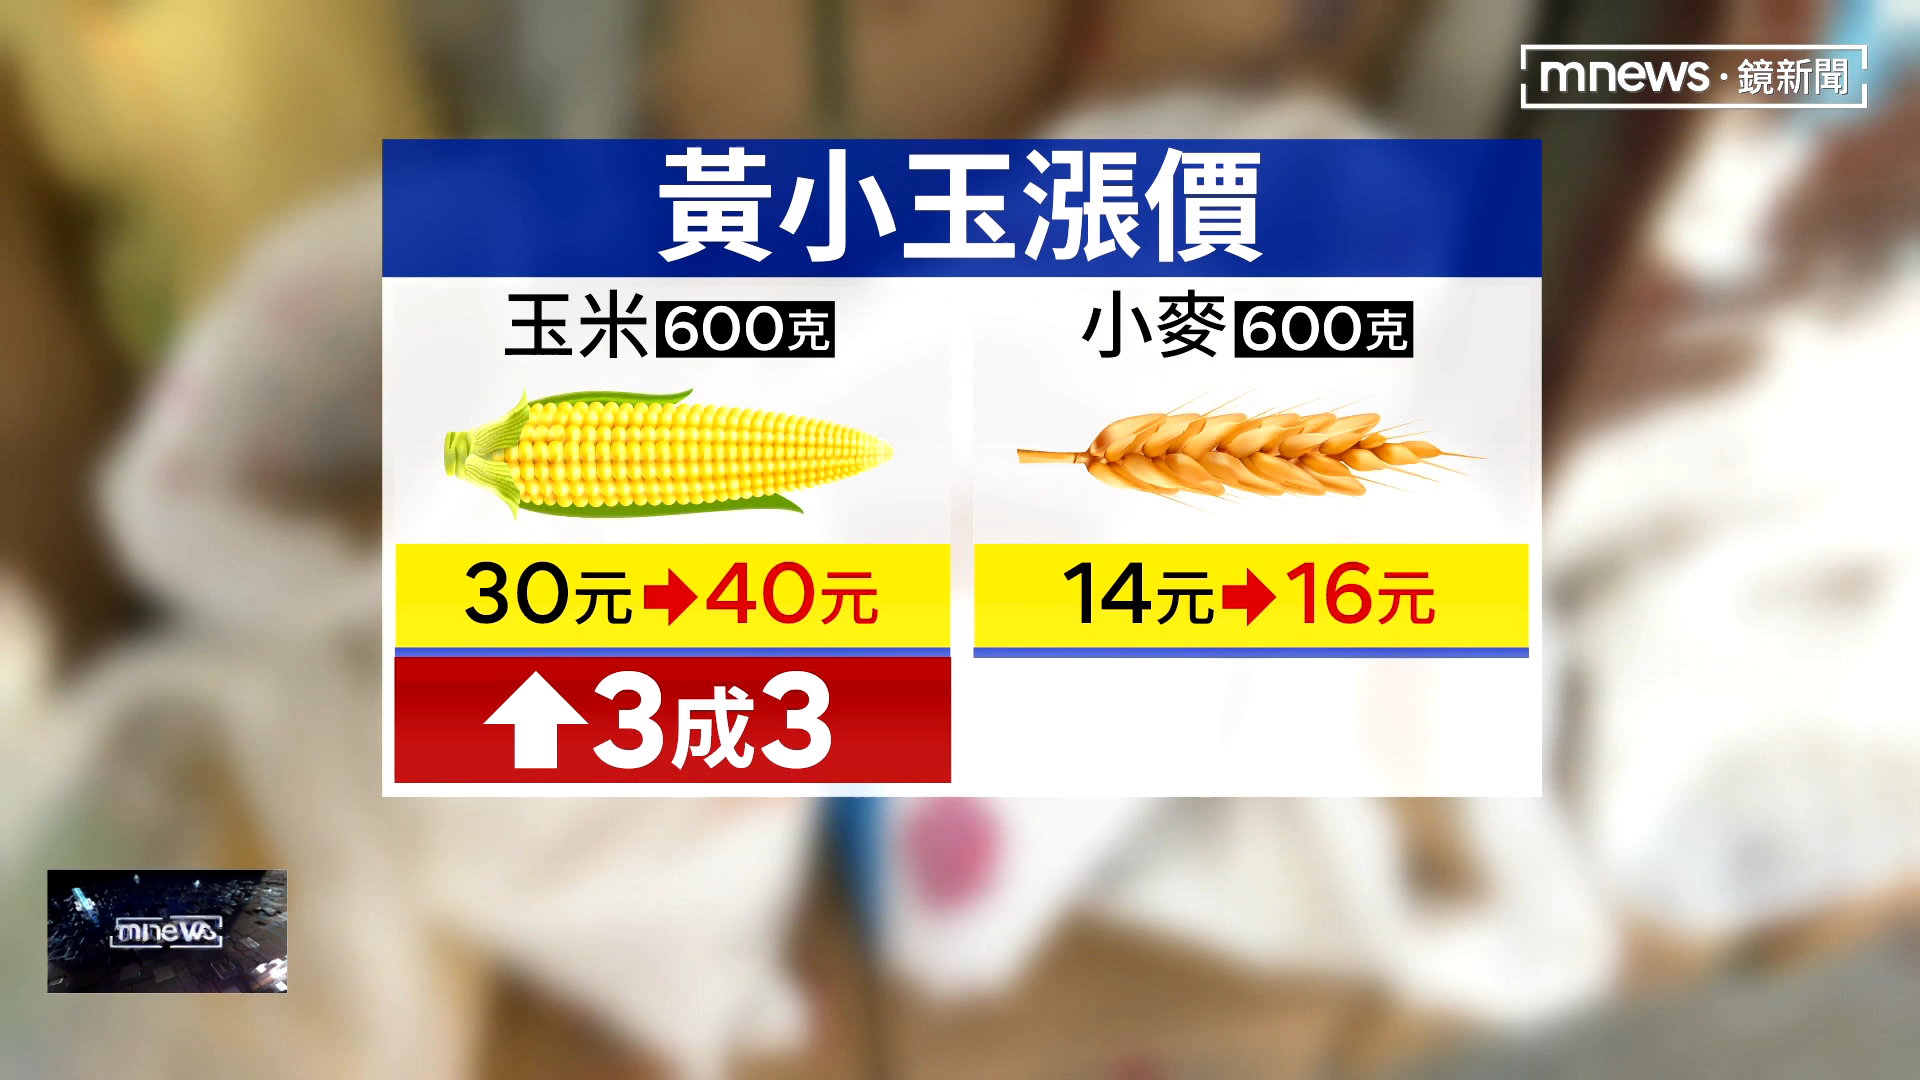 mnews·鏡新聞
黃小玉漲價
玉米 600克
小麥 600克
30元→40元
14元→16元
↑3成3
mnews